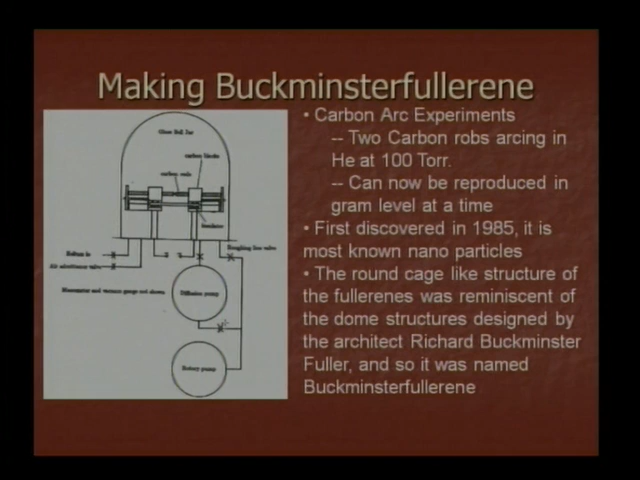 Making Buckminsterfullerene
Glass Bell Jar
carbon blocks
carbon rods
insulator
Roughing line valve
Helium in
Air admittance valve
Manometer and vacuum gauge not shown
Diffusion pump
Rotary pump
• Carbon Arc Experiments
-- Two Carbon robs arcing in
He at 100 Torr.
-- Can now be reproduced in
gram level at a time
• First discovered in 1985, it is
most known nano particles
• The round cage like structure of
the fullerenes was reminiscent of
the dome structures designed by
the architect Richard Buckminster
Fuller, and so it was named
Buckminsterfullerene